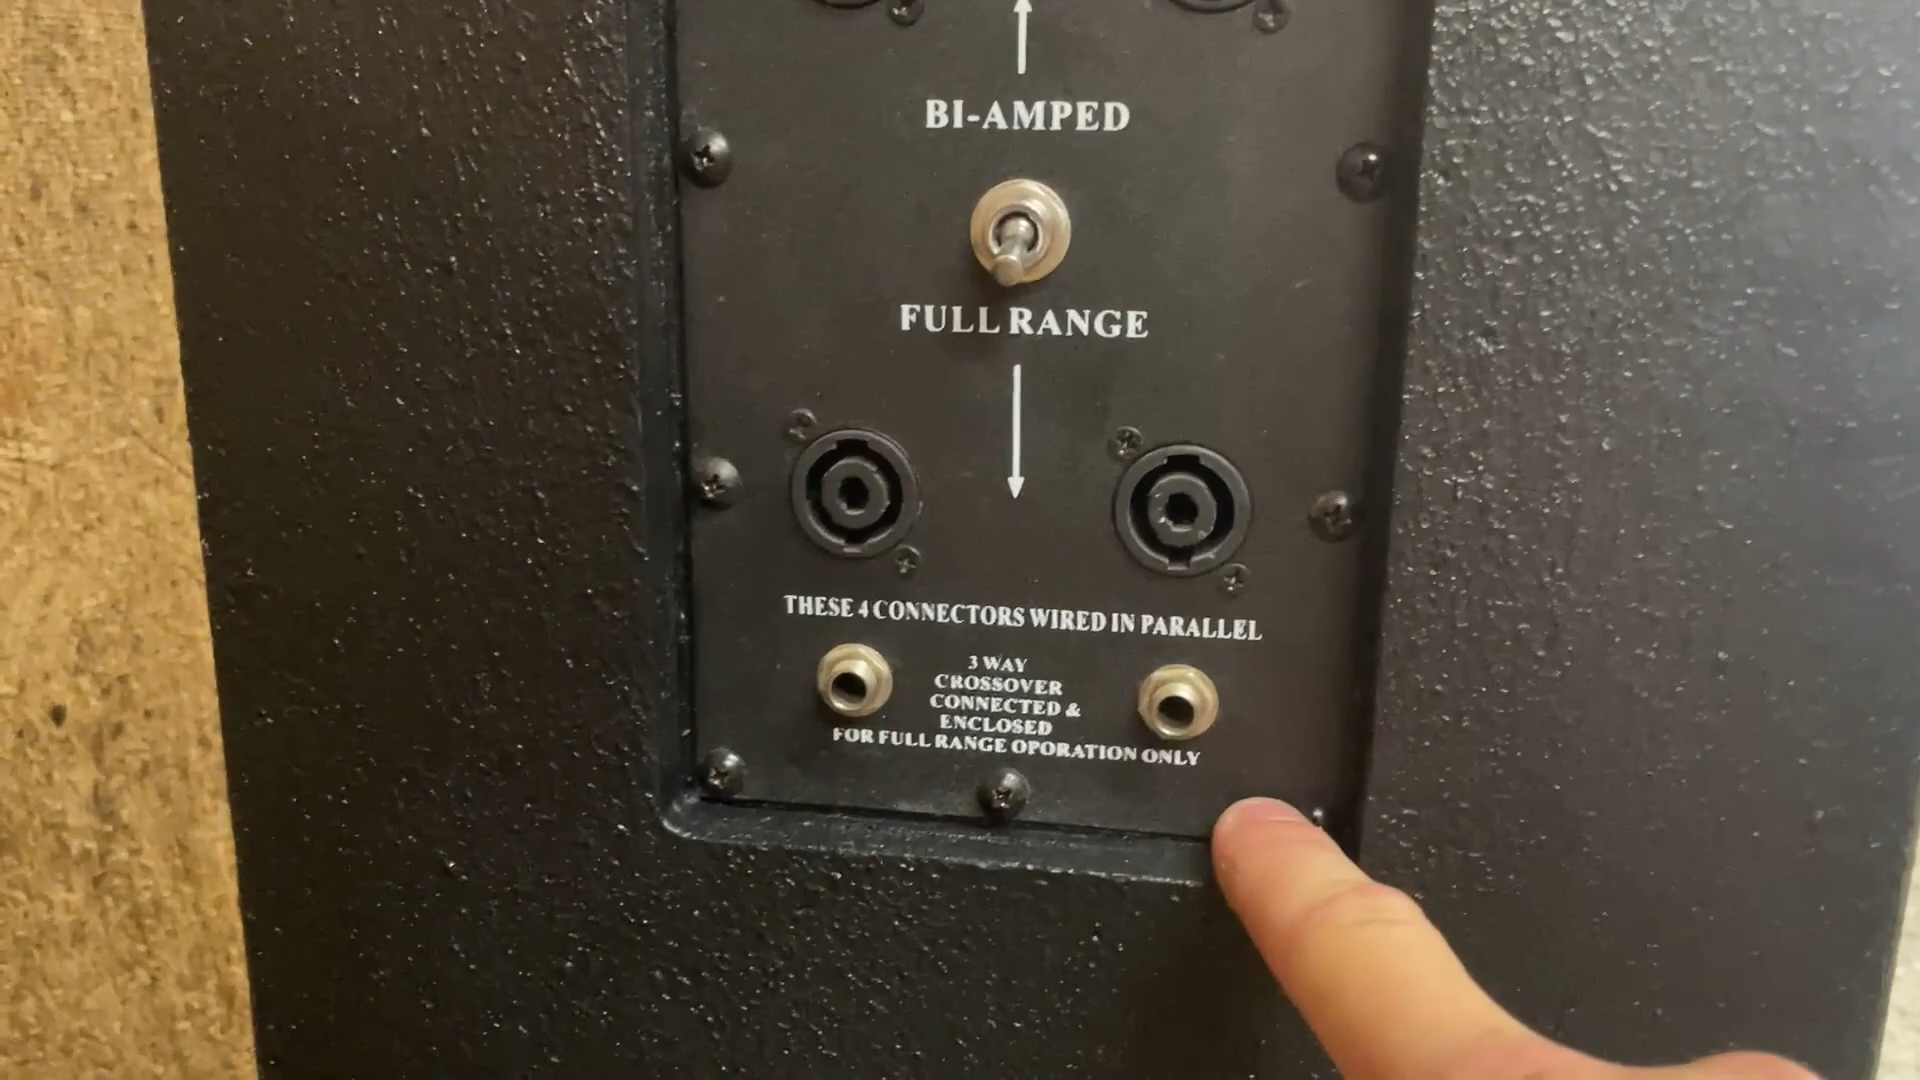 BI-AMPED
FULL RANGE
THESE 4 CONNECTORS WIRED IN PARALLEL
3 WAY
CROSSOVER
CONNECTED &
ENCLOSED
FOR FULL RANGE OPORATION ONLY